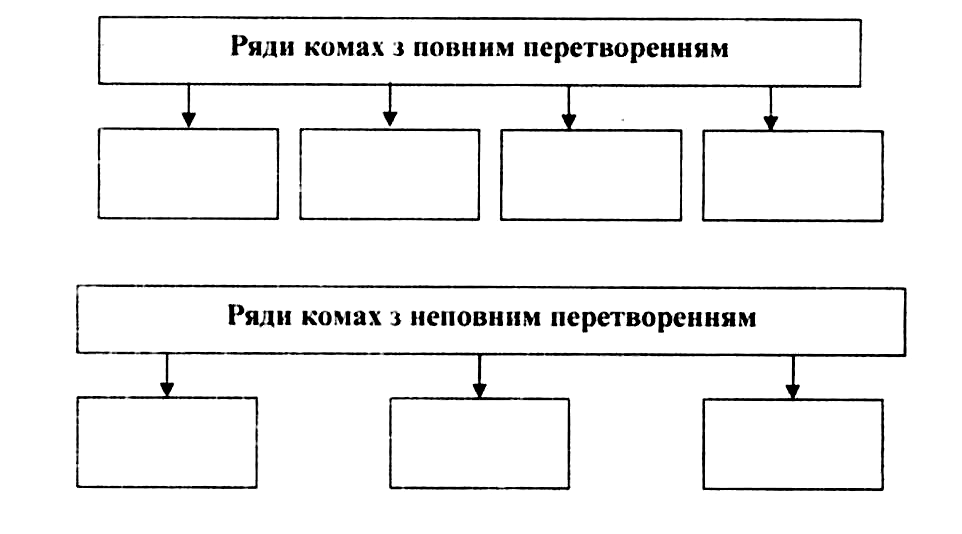 Ряди комах з повним перетворенням
Ряди комах з неповним перетворенням